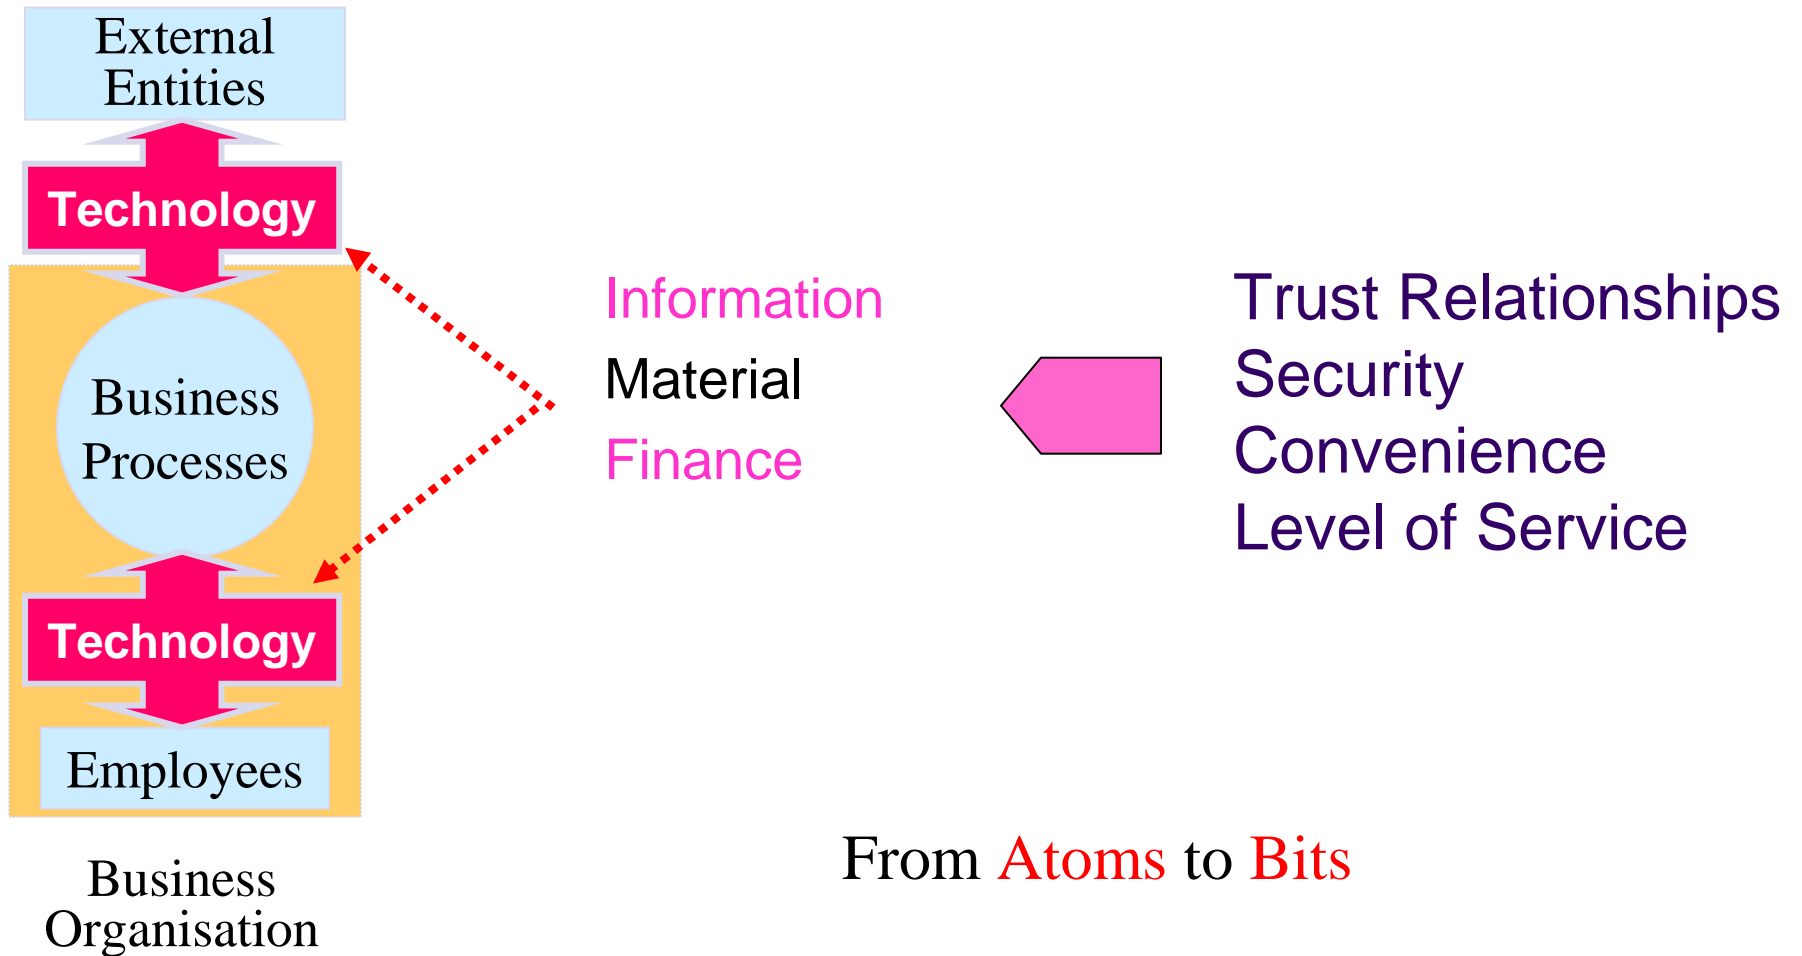 External
Entities
Technology
Business
Processes
Technology
Employees
Business
Organisation
Information
Material
Finance
Trust Relationships
Security
Convenience
Level of Service
From Atoms to Bits